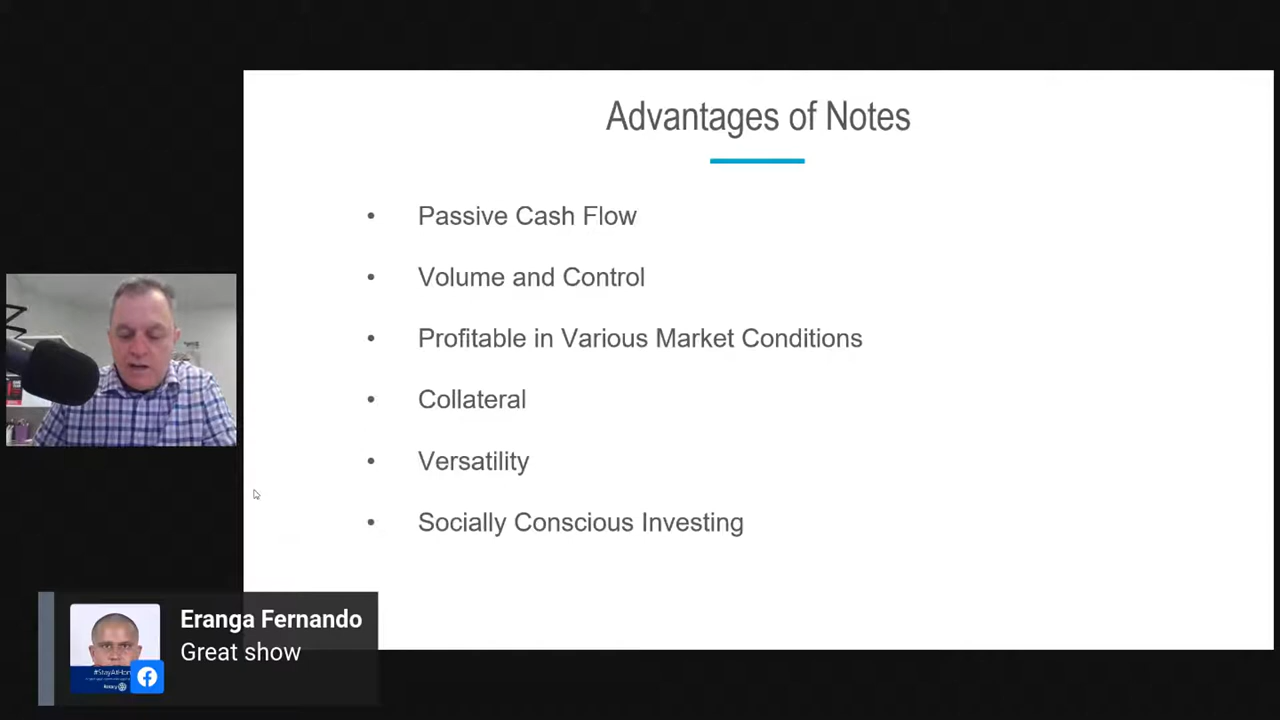 Advantages of Notes
• Passive Cash Flow
• Volume and Control
• Profitable in Various Market Conditions
• Collateral
• Versatility
• Socially Conscious Investing
Eranga Fernando
Great show
Rotary